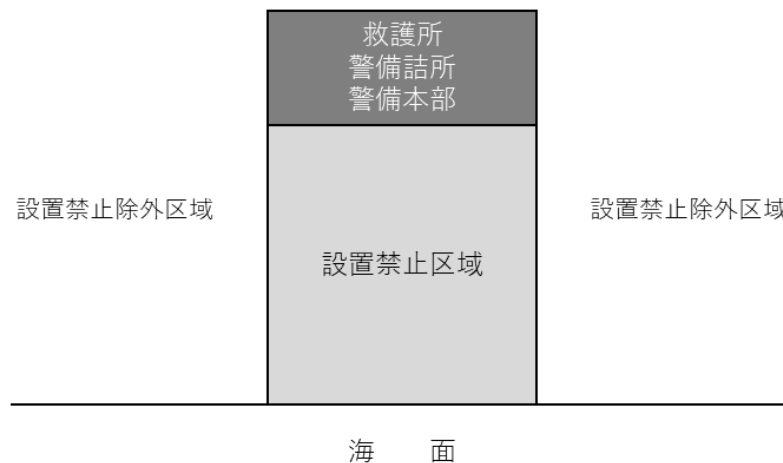 救護所
警備詰所
警備本部
設置禁止除外区域
設置禁止除外区域
設置禁止区域
海　　面